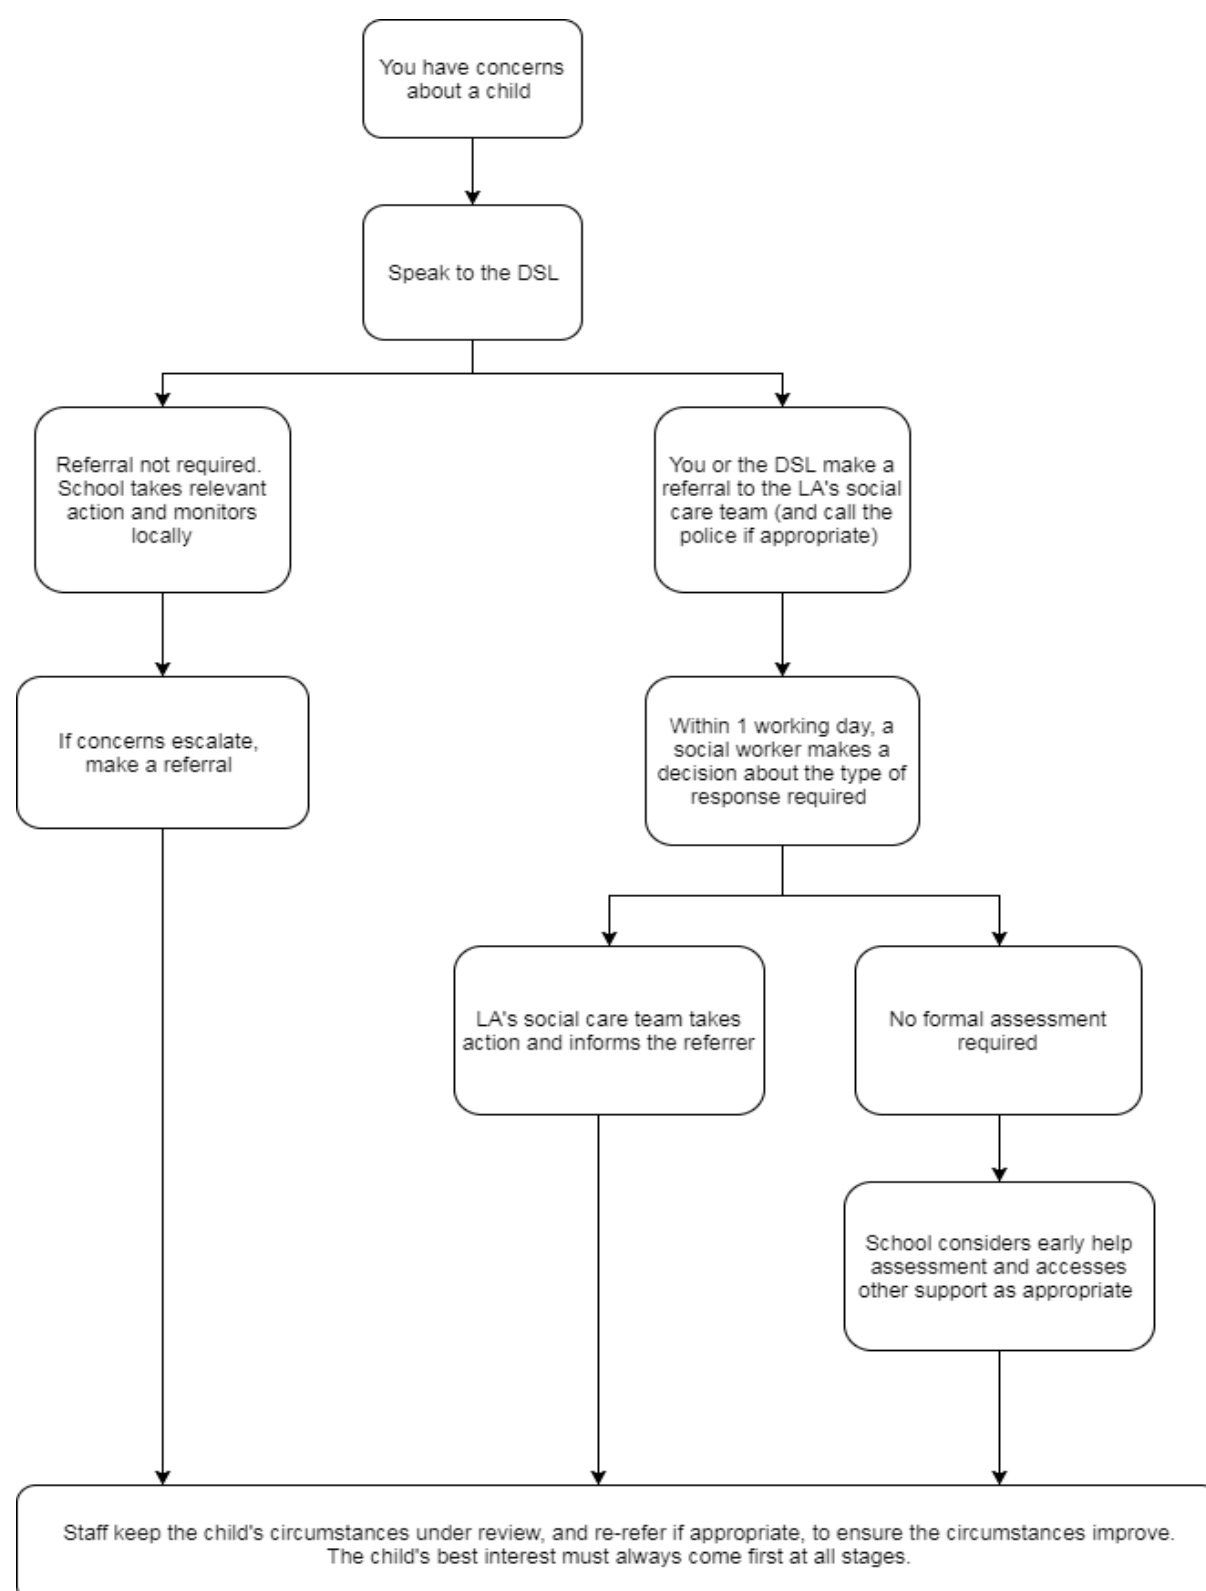 You have concerns
about a child
Speak to the DSL
Referral not required.
School takes relevant
action and monitors
locally
You or the DSL make a
referral to the LA's social
care team (and call the
police if appropriate)
If concerns escalate,
make a referral
Within 1 working day, a
social worker makes a
decision about the type of
response required
LA's social care team takes
action and informs the referrer
No formal assessment
required
School considers early help
assessment and accesses
other support as appropriate
Staff keep the child's circumstances under review, and re-refer if appropriate, to ensure the circumstances improve.
The child's best interest must always come first at all stages.